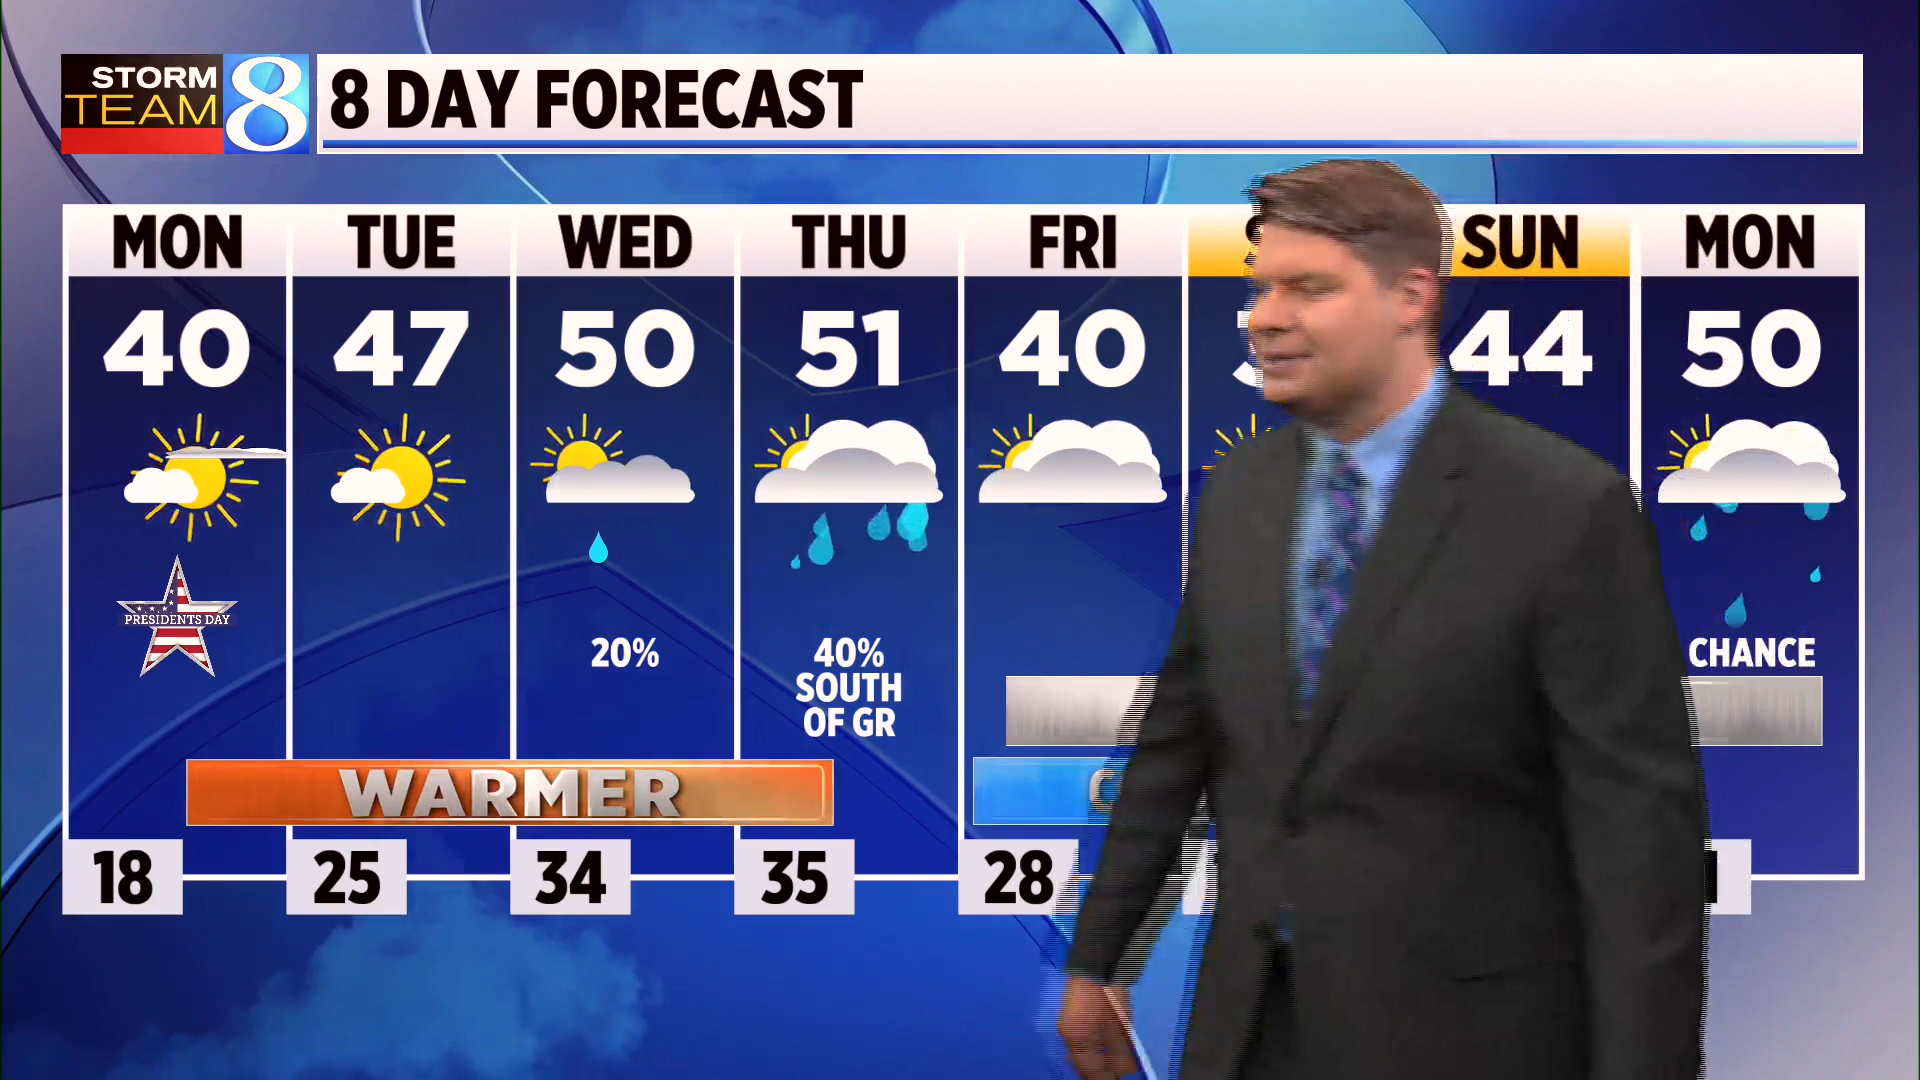 STORM
TEAM
8
8 DAY FORECAST
MON TUE WED THU FRI SUN MON
40 47 50 51 40 44 50
PRESIDENTS DAY
20%
40%
SOUTH
OF GR
CHANCE
WARMER
18 25 34 35 28